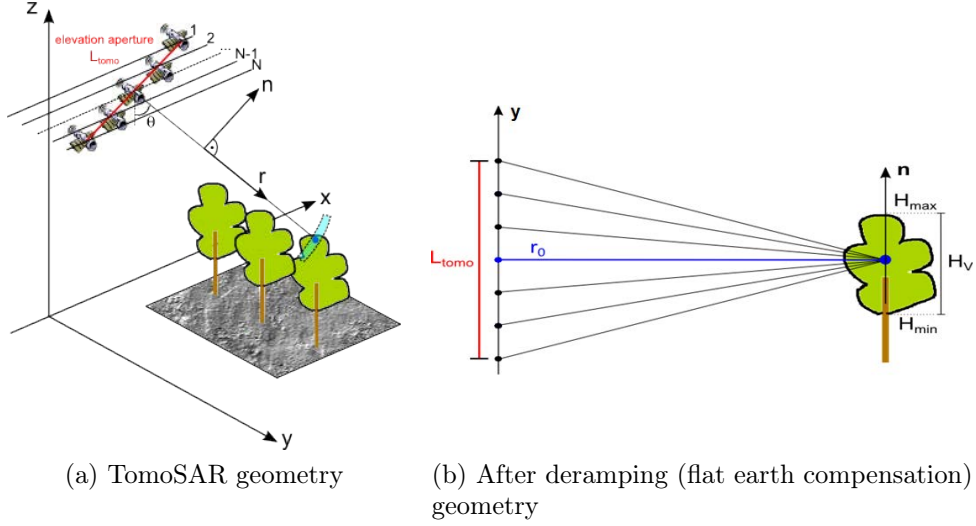 z
elevation aperture
L_tomo
1
2
N-1
N
n
θ
r
x
y
(a) TomoSAR geometry
y
n
H_max
L_tomo
r_0
H_V
H_min
(b) After deramping (flat earth compensation)
geometry